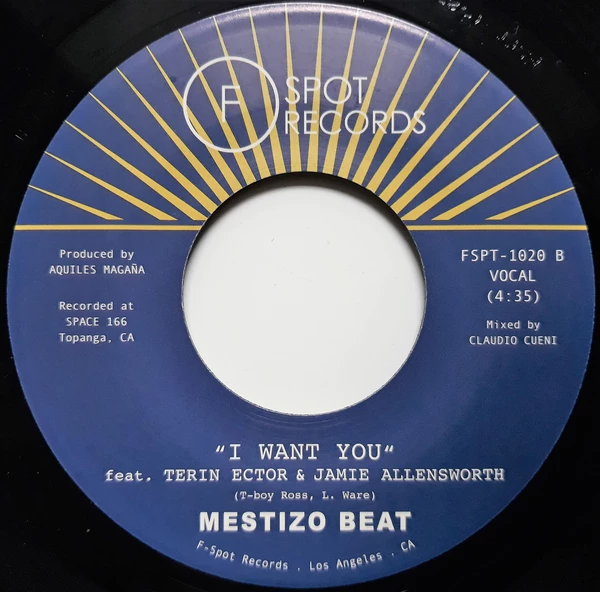 F
SPOT
RECORDS
Produced by
AQUILES MAGAÑA
Recorded at
SPACE 166
Topanga, CA
FSPT-1020 B
VOCAL
(4:35)
Mixed by
CLAUDIO CUENI
"I WANT YOU"
feat. TERIN ECTOR & JAMIE ALLENSWORTH
(T-boy Ross, L. Ware)
MESTIZO BEAT
F-Spot Records . Los Angeles . CA